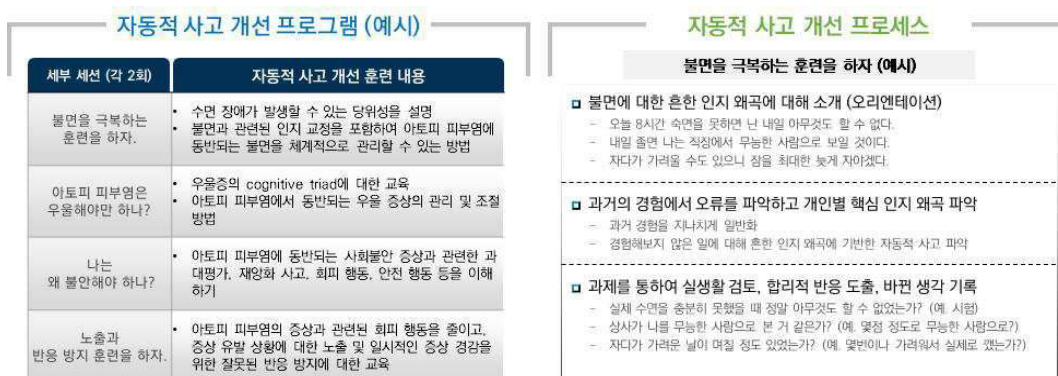 자동적 사고 개선 프로그램 (예시)
세부 세션 (각 2회)
자동적 사고 개선 훈련 내용
불면을 극복하는
훈련을 하자.
• 수면 장애가 발생할 수 있는 당위성을 설명
• 불면과 관련된 인지 교정을 포함하여 아토피 피부염에
동반되는 불면을 체계적으로 관리할 수 있는 방법
아토피 피부염은
우울해야만 하나?
• 우울증의 cognitive triad에 대한 교육
• 아토피 피부염에서 동반되는 우울 증상의 관리 및 조절
방법
나는
왜 불안해야 하나?
• 아토피 피부염에 동반되는 사회불안 증상과 관련한 과
대평가, 재앙화 사고, 회피 행동, 안전 행동 등을 이해
하기
노출과
반응 방지 훈련을 하자.
• 아토피 피부염의 증상과 관련된 회피 행동을 줄이고,
증상 유발 상황에 대한 노출 및 일시적인 증상 경감을
위한 잘못된 반응 방지에 대한 교육
자동적 사고 개선 프로세스
불면을 극복하는 훈련을 하자 (예시)
불면에 대한 흔한 인지 왜곡에 대해 소개 (오리엔테이션)
- 오늘 8시간 숙면을 못하면 난 내일 아무것도 할 수 없다.
- 내일 졸면 나는 직장에서 무능한 사람으로 보일 것이다.
- 자다가 가려울 수도 있으니 잠을 최대한 늦게 자야겠다.
과거의 경험에서 오류를 파악하고 개인별 핵심 인지 왜곡 파악
- 과거 경험을 지나치게 일반화
- 경험해보지 않은 일에 대해 흔한 인지 왜곡에 기반한 자동적 사고 파악
과제를 통하여 실생활 검토, 합리적 반응 도출, 바뀐 생각 기록
- 실제 수면을 충분히 못했을 때 정말 아무것도 할 수 없었는가? (예. 시험)
- 상사가 나를 무능한 사람으로 본 거 같은가? (예. 몇점 정도로 무능한 사람으로?)
- 자다가 가려운 날이 며칠 정도 있었는가? (예. 몇번이나 가려워서 실제로 깼는가?)